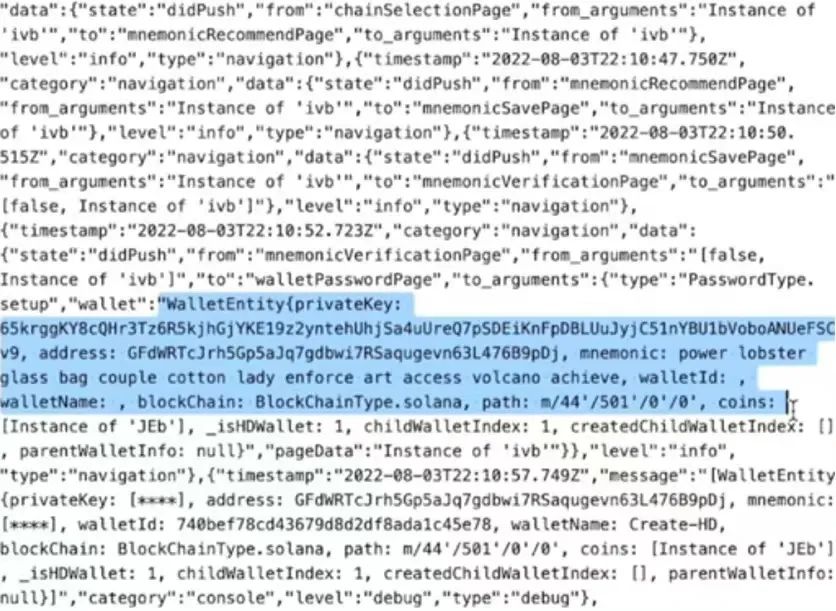 "data":{"state":"didPush","from":"chainSelectionPage","from_arguments":"Instance of
'ivb'","to":"mnemonicRecommendPage","to_arguments":"Instance of 'ivb'"},
"level":"info","type":"navigation"},{"timestamp":"2022-08-03T22:10:47.750Z",
"category":"navigation","data":{"state":"didPush","from":"mnemonicRecommendPage",
"from_arguments":"Instance of 'ivb'","to":"mnemonicSavePage","to_arguments":"Instance
of 'ivb'"},"level":"info","type":"navigation"},{"timestamp":"2022-08-03T22:10:50.
515Z","category":"navigation","data":{"state":"didPush","from":"mnemonicSavePage",
"from_arguments":"Instance of 'ivb'","to":"mnemonicVerificationPage","to_arguments":"
[false, Instance of 'ivb']"},"level":"info","type":"navigation"},
{"timestamp":"2022-08-03T22:10:52.723Z","category":"navigation","data":
{"state":"didPush","from":"mnemonicVerificationPage","from_arguments":"[false,
Instance of 'ivb']","to":"walletPasswordPage","to_arguments":{"type":"PasswordType.
setup","wallet":"WalletEntity{privateKey:
65krggKY8cQHr3Tz6R5kjhGjYKE19z2yntehUhjSa4uUreQ7pSDEiKnFpDBLUuJyjC51nYBU1bVoboANUeFSC
v9, address: GFdWRTcJrh5Gp5aJq7gdbwi7RSaqugevn63L476B9pDj, mnemonic: power lobster
glass bag couple cotton lady enforce art access volcano achieve, walletId: ,
walletName: , blockChain: BlockChainType.solana, path: m/44'/501'/0'/0', coins:
[Instance of 'JEb'], _isHDWallet: 1, childWalletIndex: 1, createdChildWalletIndex: []
, parentWalletInfo: null}","pageData":"Instance of 'ivb'"}},"level":"info",
"type":"navigation"},{"timestamp":"2022-08-03T22:10:57.749Z","message":"[WalletEntity
{privateKey: [****], address: GFdWRTcJrh5Gp5aJq7gdbwi7RSaqugevn63L476B9pDj, mnemonic:
[****], walletId: 740bef78cd43679d8d2df8ada1c45e78, walletName: Create-HD,
blockChain: BlockChainType.solana, path: m/44'/501'/0'/0', coins: [Instance of 'JEb']
, _isHDWallet: 1, childWalletIndex: 1, createdChildWalletIndex: [], parentWalletInfo:
null}]","category":"console","level":"debug","type":"debug"},